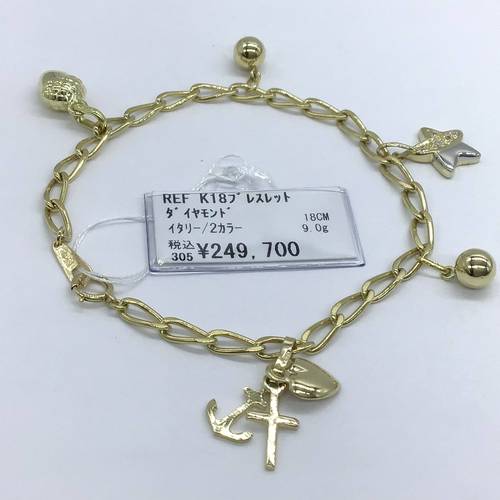 REF K18ブレスレット
ダイヤモンド
イタリー/2カラー 18CM
9.0g
税込 ¥249,700
305